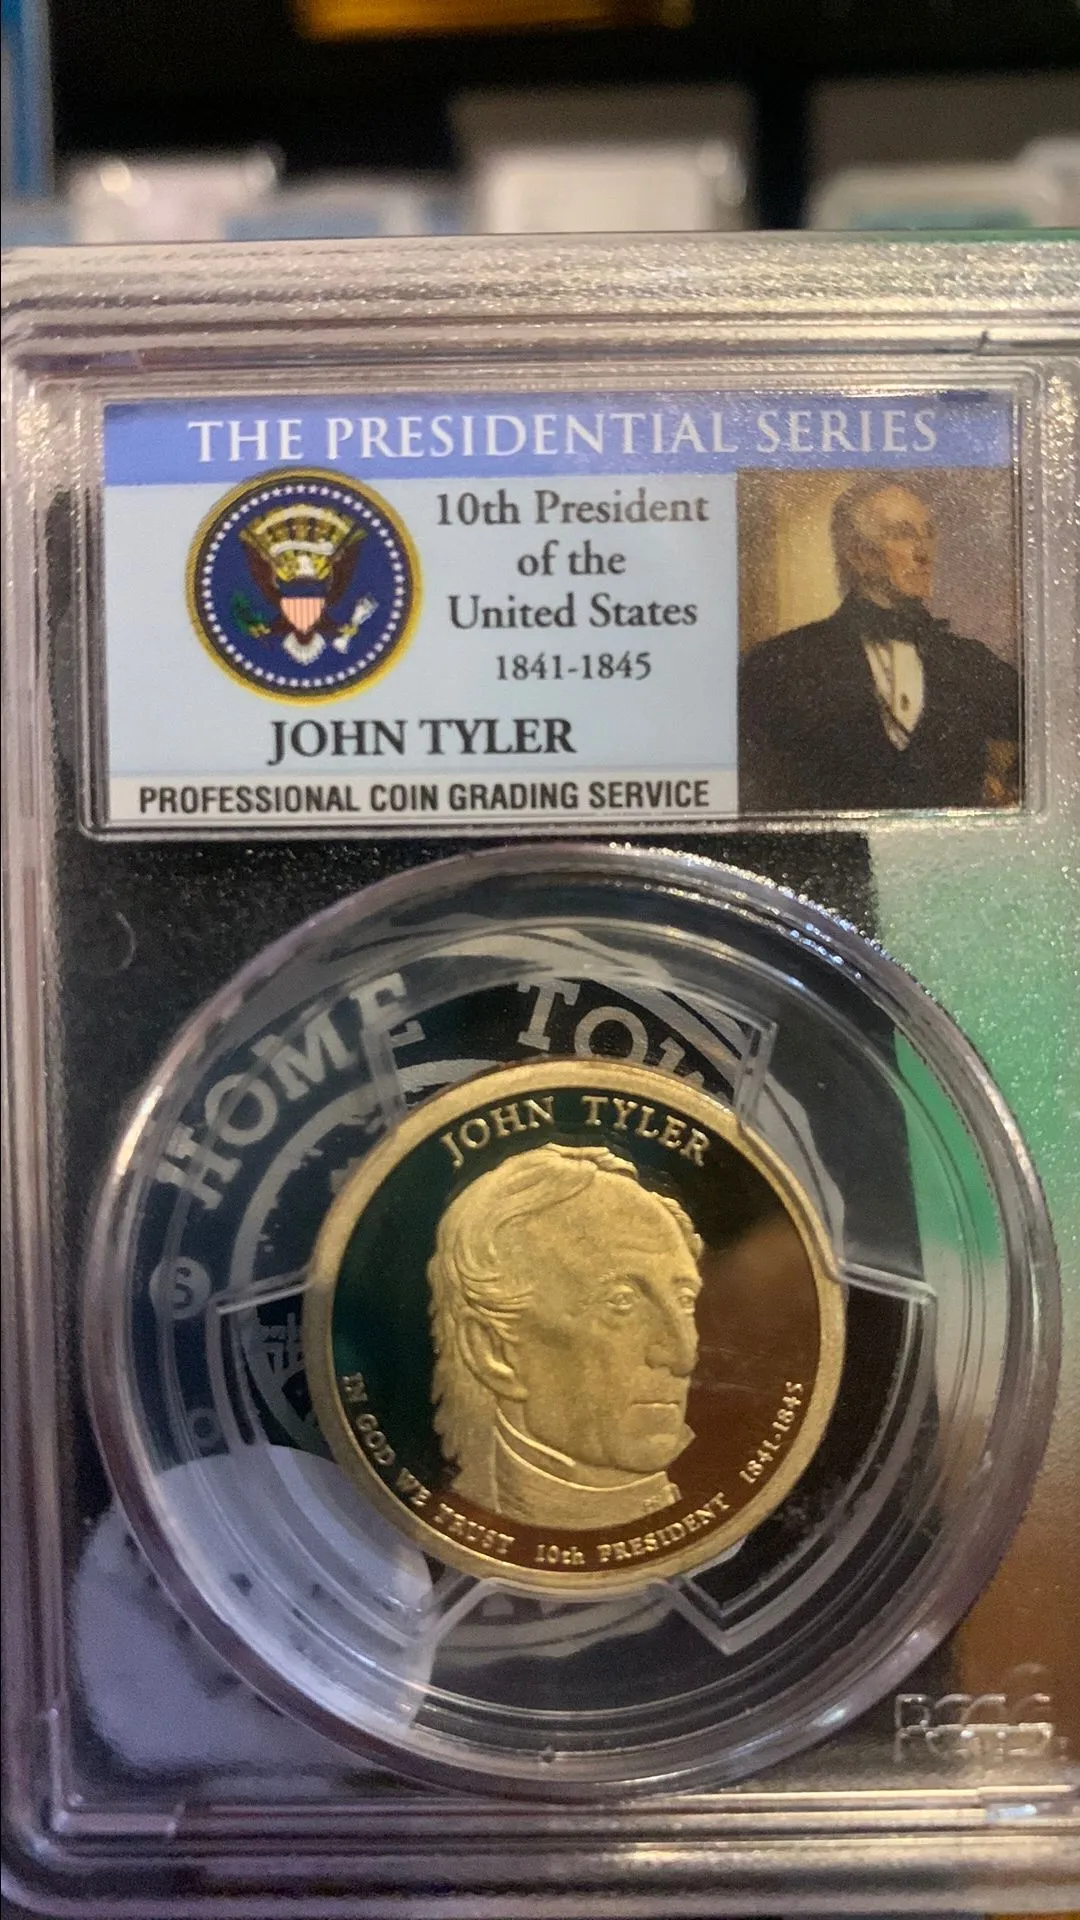 THE PRESIDENTIAL SERIES
10th President
of the
United States
1841-1845
JOHN TYLER
PROFESSIONAL COIN GRADING SERVICE
HOME TOW
JOHN TYLER
IN GOD WE TRUST 10th PRESIDENT 1841-1845
PCGS